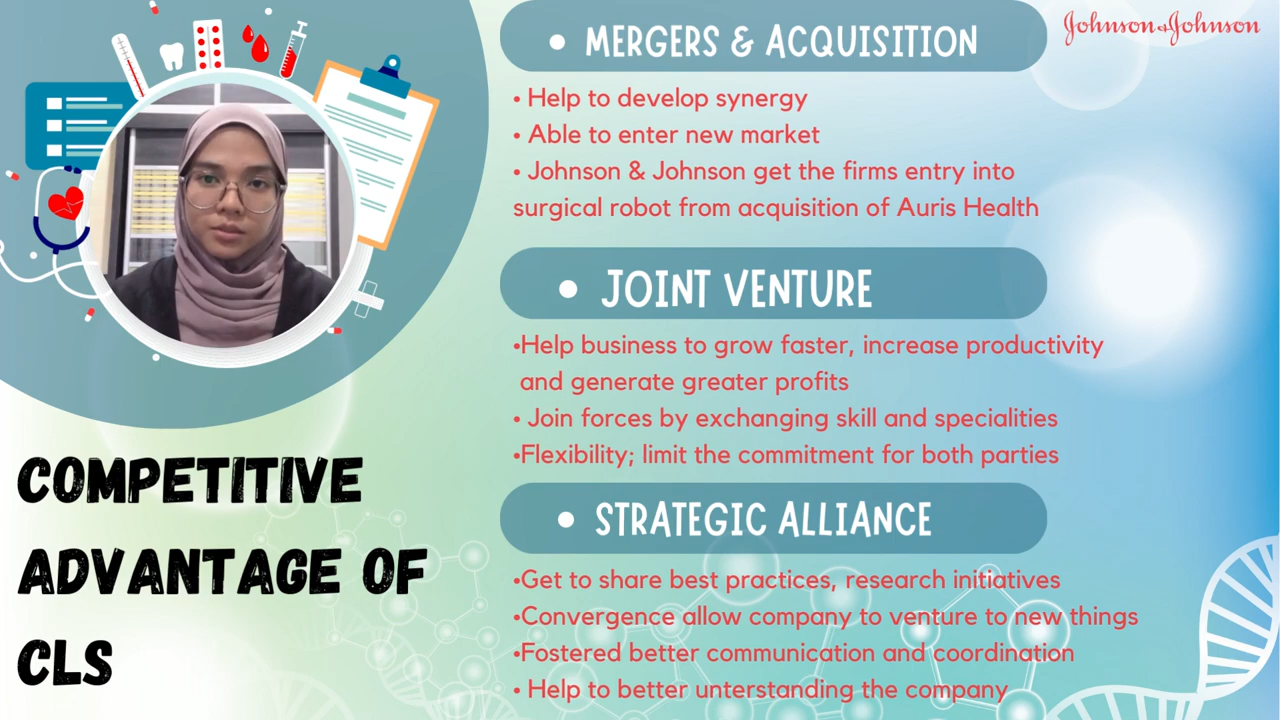 Johnson & Johnson
MERGERS & ACQUISITION
• Help to develop synergy
• Able to enter new market
• Johnson & Johnson get the firms entry into
surgical robot from acquisition of Auris Health
JOINT VENTURE
•Help business to grow faster, increase productivity
and generate greater profits
• Join forces by exchanging skill and specialities
•Flexibility; limit the commitment for both parties
STRATEGIC ALLIANCE
•Get to share best practices, research initiatives
•Convergence allow company to venture to new things
•Fostered better communication and coordination
• Help to better unterstanding the company
COMPETITIVE
ADVANTAGE OF
CLS